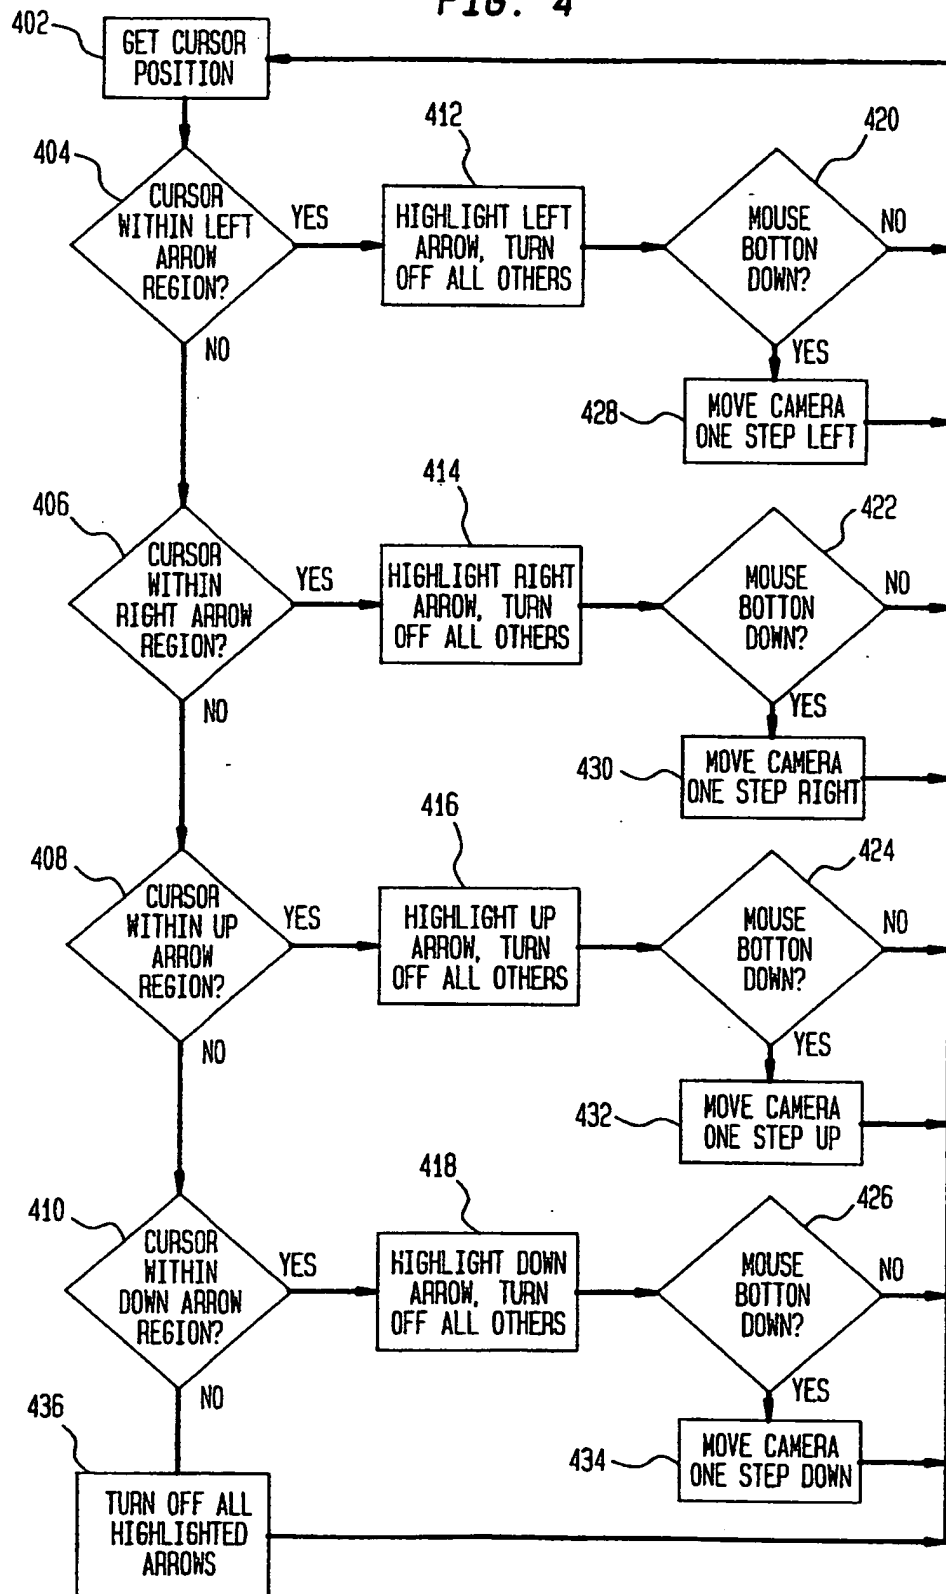 FIG. 4
402
GET CURSOR
POSITION
404
CURSOR
WITHIN LEFT
ARROW
REGION?
YES
NO
412
HIGHLIGHT LEFT
ARROW, TURN
OFF ALL OTHERS
420
MOUSE
BOTTON
DOWN?
NO
YES
428
MOVE CAMERA
ONE STEP LEFT
406
CURSOR
WITHIN
RIGHT ARROW
REGION?
YES
NO
414
HIGHLIGHT RIGHT
ARROW, TURN
OFF ALL OTHERS
422
MOUSE
BOTTON
DOWN?
NO
YES
430
MOVE CAMERA
ONE STEP RIGHT
408
CURSOR
WITHIN UP
ARROW
REGION?
YES
NO
416
HIGHLIGHT UP
ARROW, TURN
OFF ALL OTHERS
424
MOUSE
BOTTON
DOWN?
NO
YES
432
MOVE CAMERA
ONE STEP UP
410
CURSOR
WITHIN
DOWN ARROW
REGION?
YES
NO
418
HIGHLIGHT DOWN
ARROW, TURN
OFF ALL OTHERS
426
MOUSE
BOTTON
DOWN?
NO
YES
434
MOVE CAMERA
ONE STEP DOWN
436
TURN OFF ALL
HIGHLIGHTED
ARROWS